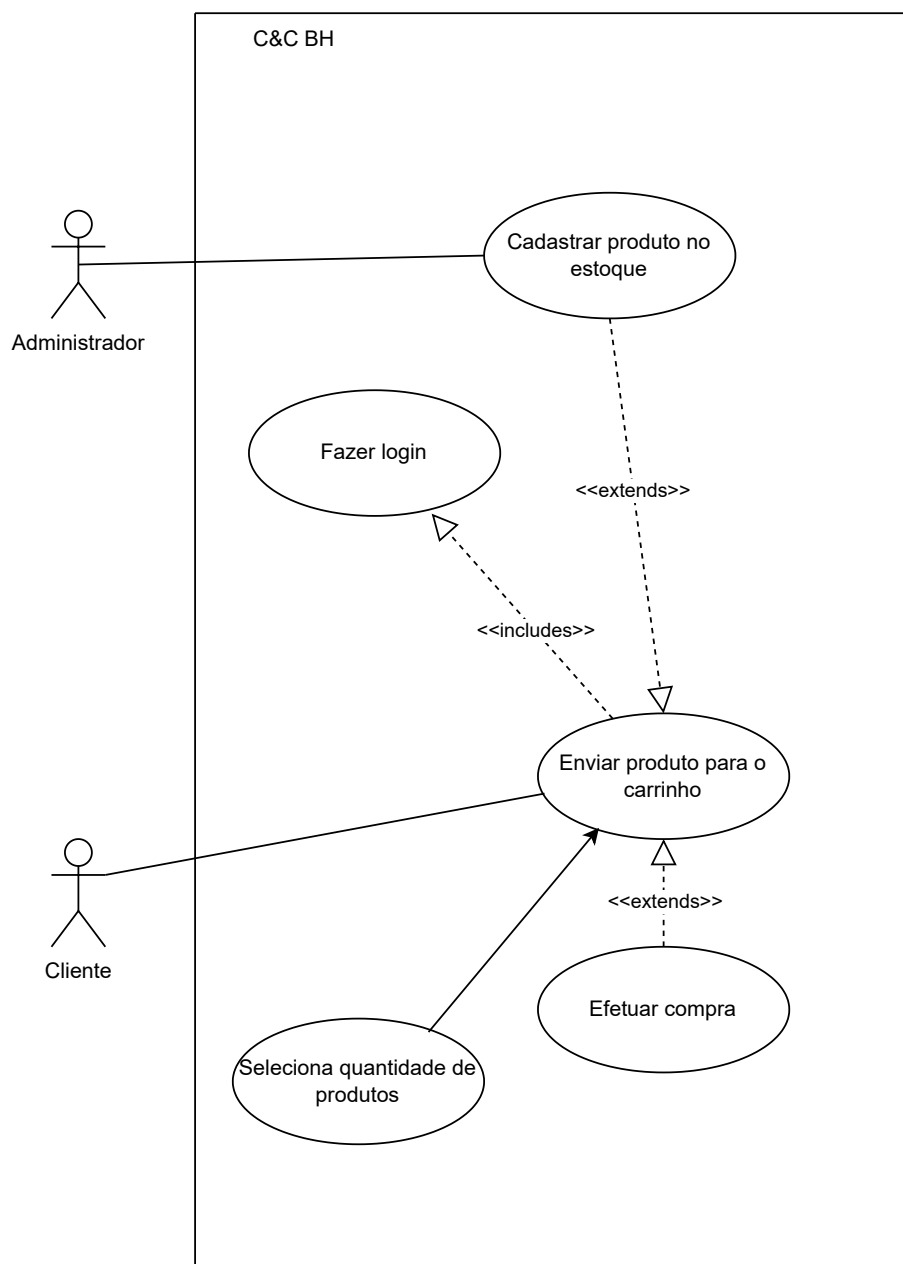 C&C BH
Cadastrar produto no
estoque
Administrador
Fazer login
<<extends>>
<<includes>>
Enviar produto para o
carrinho
<<extends>>
Cliente
Efetuar compra
Seleciona quantidade de
produtos